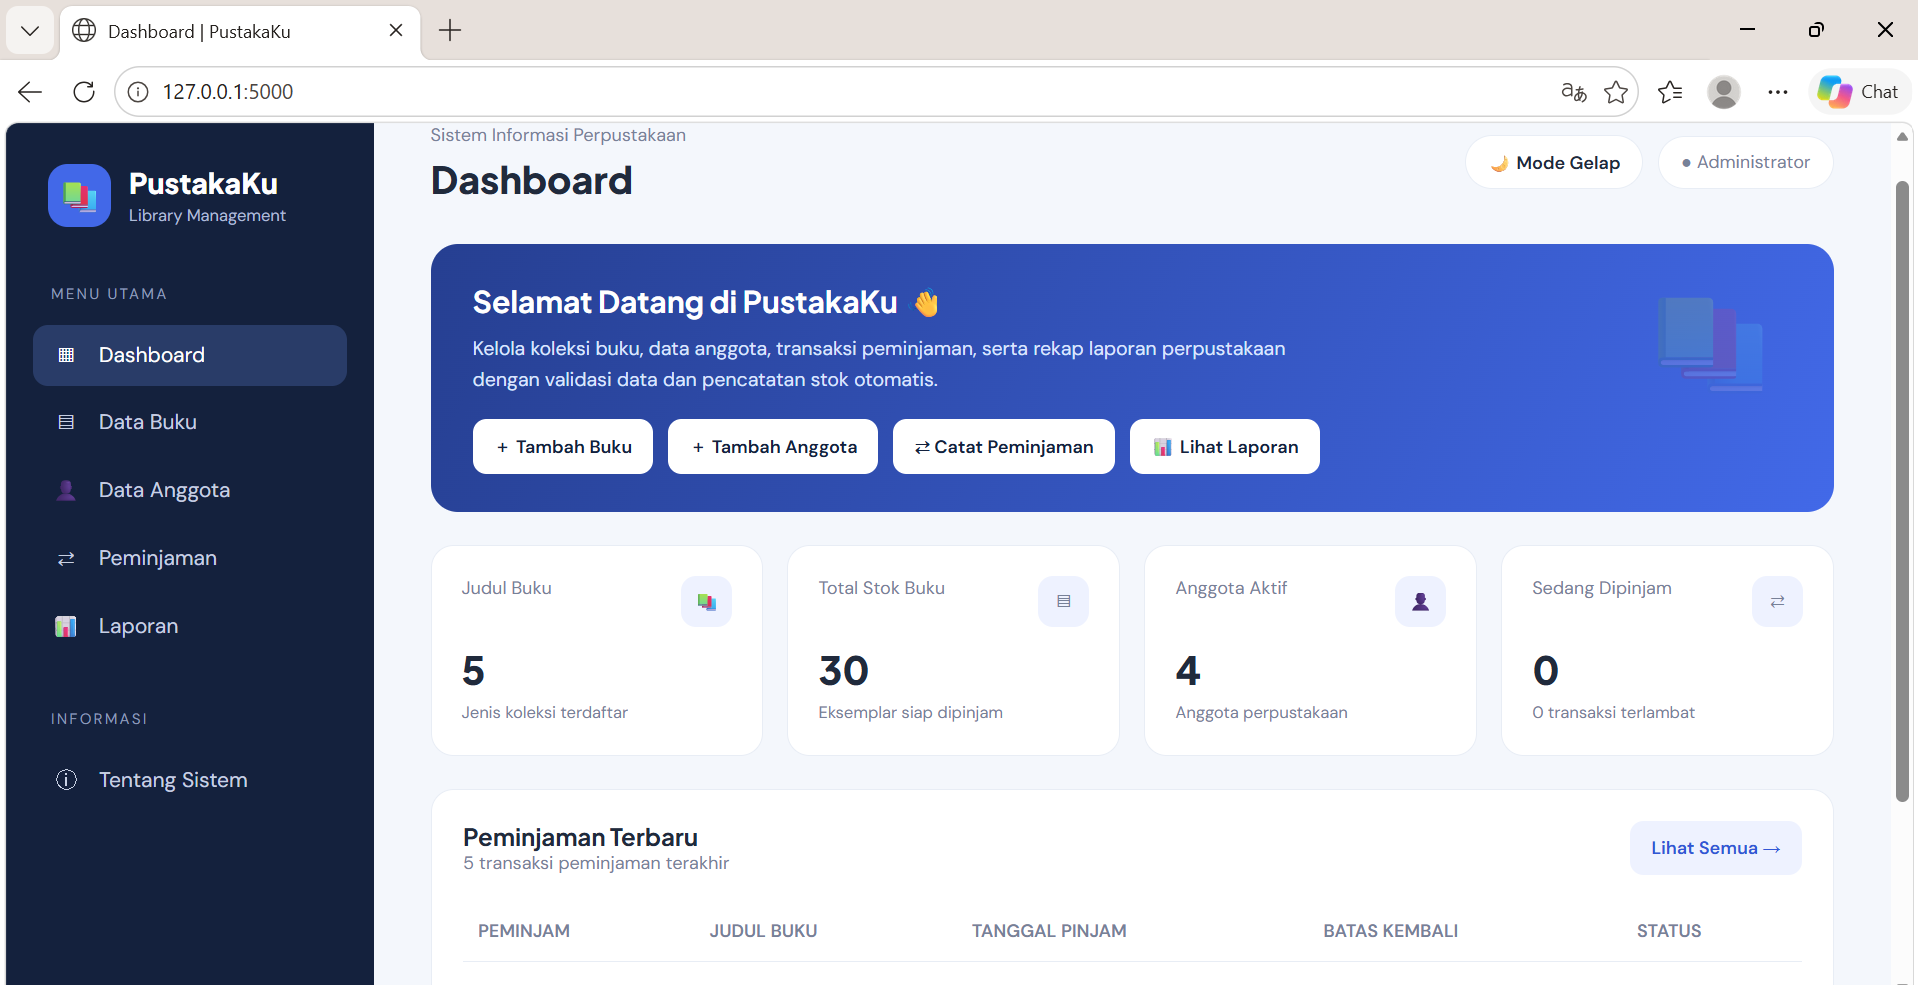 Dashboard | PustakaKu
127.0.0.1:5000
Chat
PustakaKu
Library Management
MENU UTAMA
Dashboard
Data Buku
Data Anggota
Peminjaman
Laporan
INFORMASI
Tentang Sistem
Sistem Informasi Perpustakaan
Dashboard
Mode Gelap
Administrator
Selamat Datang di PustakaKu 👋
Kelola koleksi buku, data anggota, transaksi peminjaman, serta rekap laporan perpustakaan
dengan validasi data dan pencatatan stok otomatis.
+ Tambah Buku
+ Tambah Anggota
⇄ Catat Peminjaman
Lihat Laporan
Judul Buku
5
Jenis koleksi terdaftar
Total Stok Buku
30
Eksemplar siap dipinjam
Anggota Aktif
4
Anggota perpustakaan
Sedang Dipinjam
0
0 transaksi terlambat
Peminjaman Terbaru
5 transaksi peminjaman terakhir
Lihat Semua →
PEMINJAM JUDUL BUKU TANGGAL PINJAM BATAS KEMBALI STATUS